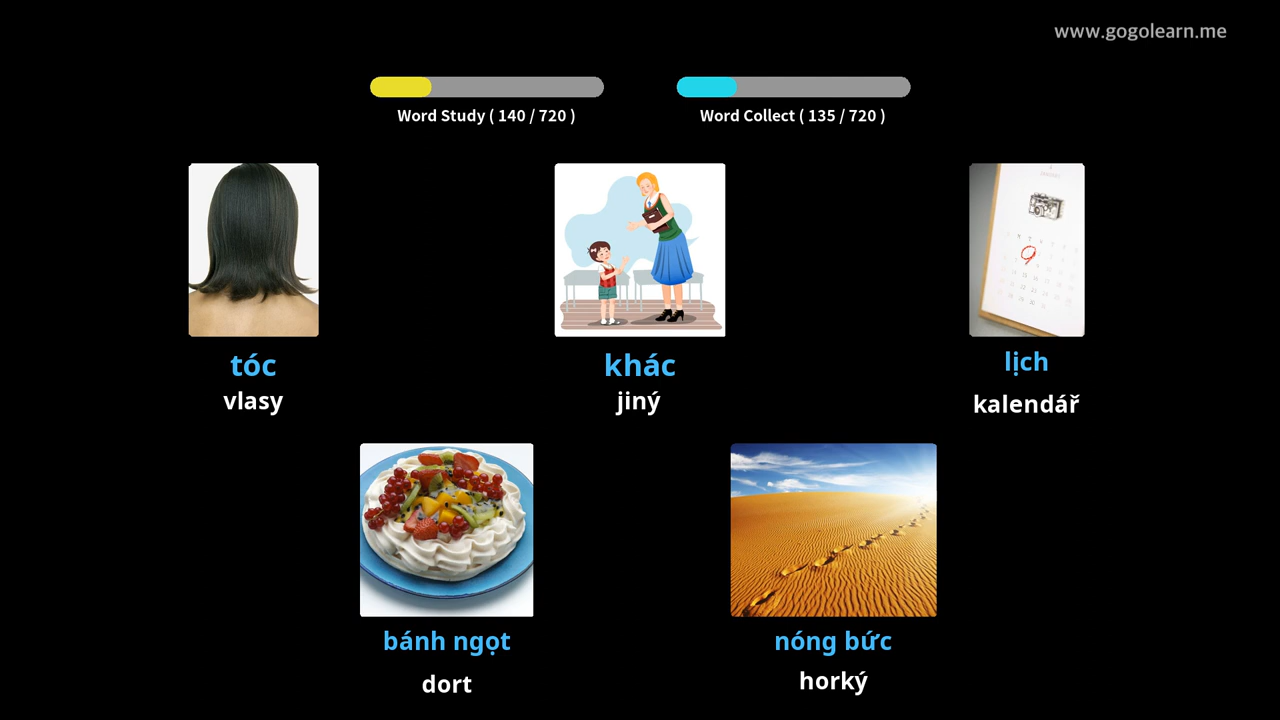 www.gogolearn.me
Word Study ( 140 / 720 )
Word Collect ( 135 / 720 )
tóc
vlasy
khác
jiný
lịch
kalendář
bánh ngọt
dort
nóng bức
horký